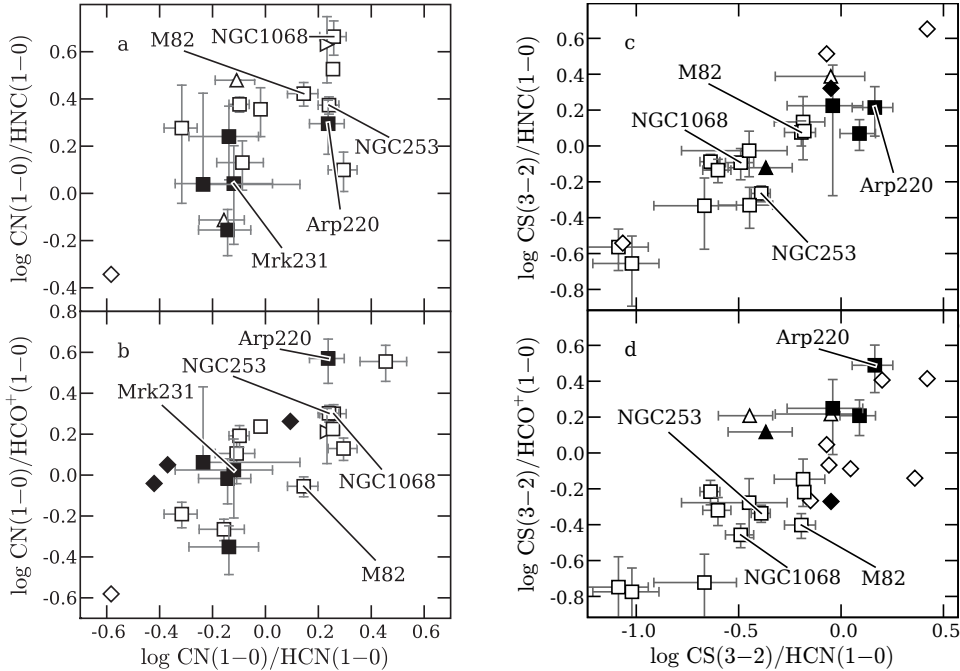 log CN(1−0)/HNC(1−0)
0.6
0.4
0.2
0.0
-0.2
-0.4
a
M82
NGC1068
NGC253
Arp220
Mrk231
log CN(1−0)/HCO⁺(1−0)
0.8
0.6
0.4
0.2
0.0
-0.2
-0.4
-0.6
b
Arp220
NGC253
Mrk231
NGC1068
M82
-0.6 -0.4 -0.2 0.0 0.2 0.4 0.6
log CN(1−0)/HCN(1−0)
log CS(3−2)/HNC(1−0)
0.6
0.4
0.2
-0.0
-0.2
-0.4
-0.6
-0.8
c
M82
NGC1068
Arp220
NGC253
log CS(3−2)/HCO⁺(1−0)
0.6
0.4
0.2
-0.0
-0.2
-0.4
-0.6
-0.8
d
Arp220
NGC253
NGC1068
M82
-1.0 -0.5 0.0 0.5
log CS(3−2)/HCN(1−0)